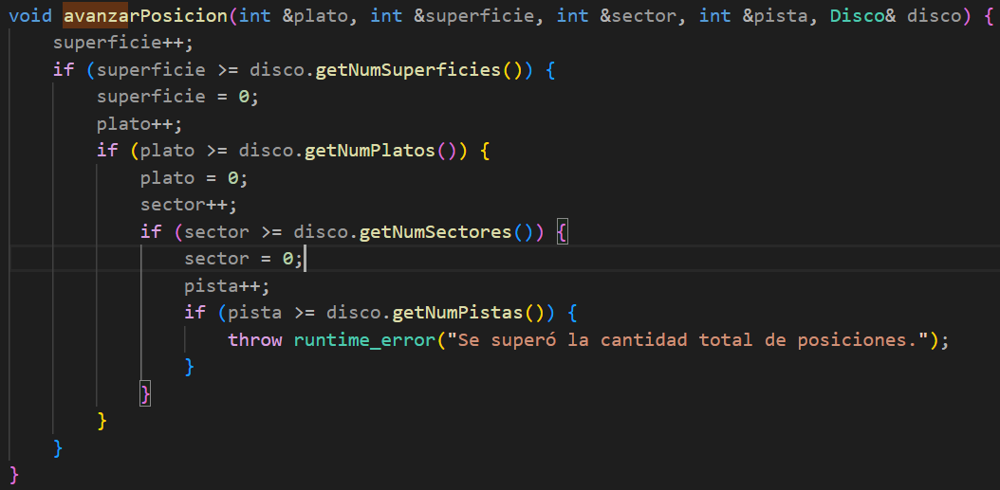 void avanzarPosicion(int &plato, int &superficie, int &sector, int &pista, Disco& disco) {
    superficie++;
    if (superficie >= disco.getNumSuperficies()) {
        superficie = 0;
        plato++;
        if (plato >= disco.getNumPlatos()) {
            plato = 0;
            sector++;
            if (sector >= disco.getNumSectores()) {
                sector = 0;
                pista++;
                if (pista >= disco.getNumPistas()) {
                    throw runtime_error("Se superó la cantidad total de posiciones.");
                }
            }
        }
    }
}